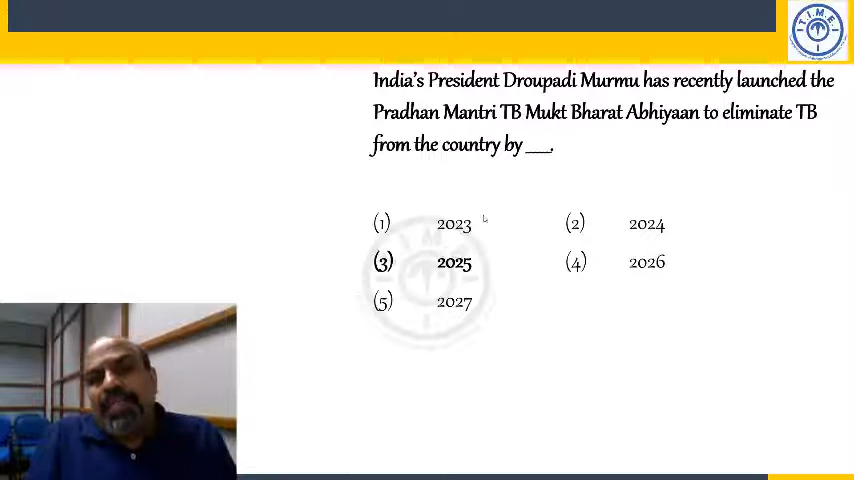 T.I.M.E.
India's President Droupadi Murmu has recently launched the
Pradhan Mantri TB Mukt Bharat Abhiyaan to eliminate TB
from the country by ___.
(1) 2023 (2) 2024
(3) 2025 (4) 2026
(5) 2027